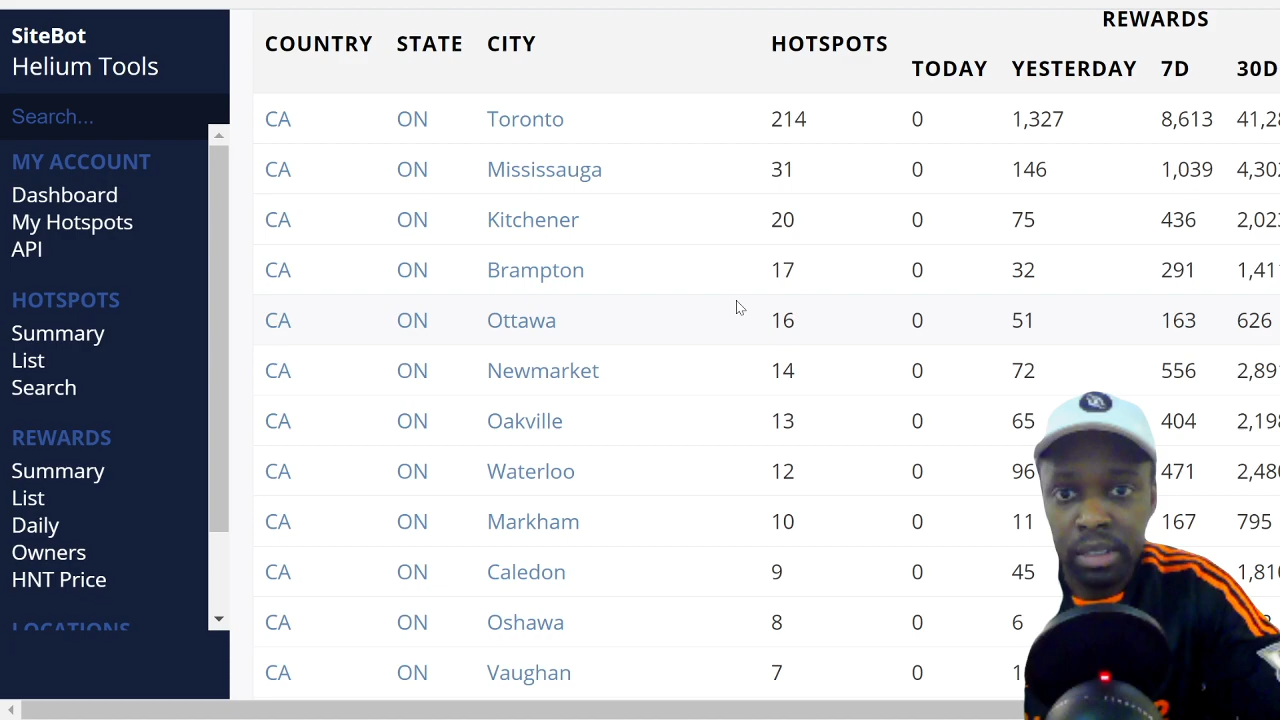 SiteBot
Helium Tools
Search...
MY ACCOUNT
Dashboard
My Hotspots
API
HOTSPOTS
Summary
List
Search
REWARDS
Summary
List
Daily
Owners
HNT Price
LOCATIONS
REWARDS
COUNTRY STATE CITY HOTSPOTS TODAY YESTERDAY 7D 30D
CA ON Toronto 214 0 1,327 8,613
CA ON Mississauga 31 0 146 1,039
CA ON Kitchener 20 0 75 436
CA ON Brampton 17 0 32 291
CA ON Ottawa 16 0 51 163 626
CA ON Newmarket 14 0 72 556
CA ON Oakville 13 0 65 404
CA ON Waterloo 12 0 96 471
CA ON Markham 10 0 11 167 795
CA ON Caledon 9 0 45
CA ON Oshawa 8 0 6
CA ON Vaughan 7 0